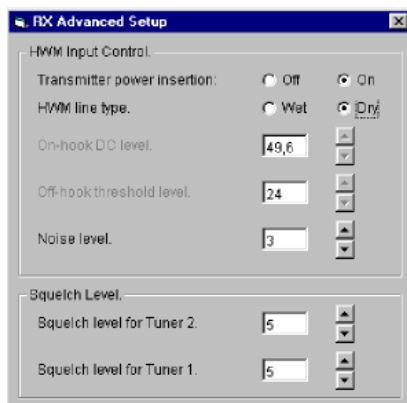 RX Advanced Setup
HWM Input Control.
Transmitter power insertion: Off On
HWM line type. Wet Dry
On-hook DC level. 49,6
Off-hook threshold level. 24
Noise level. 3
Squelch Level.
Squelch level for Tuner 2. 5
Squelch level for Tuner 1. 5